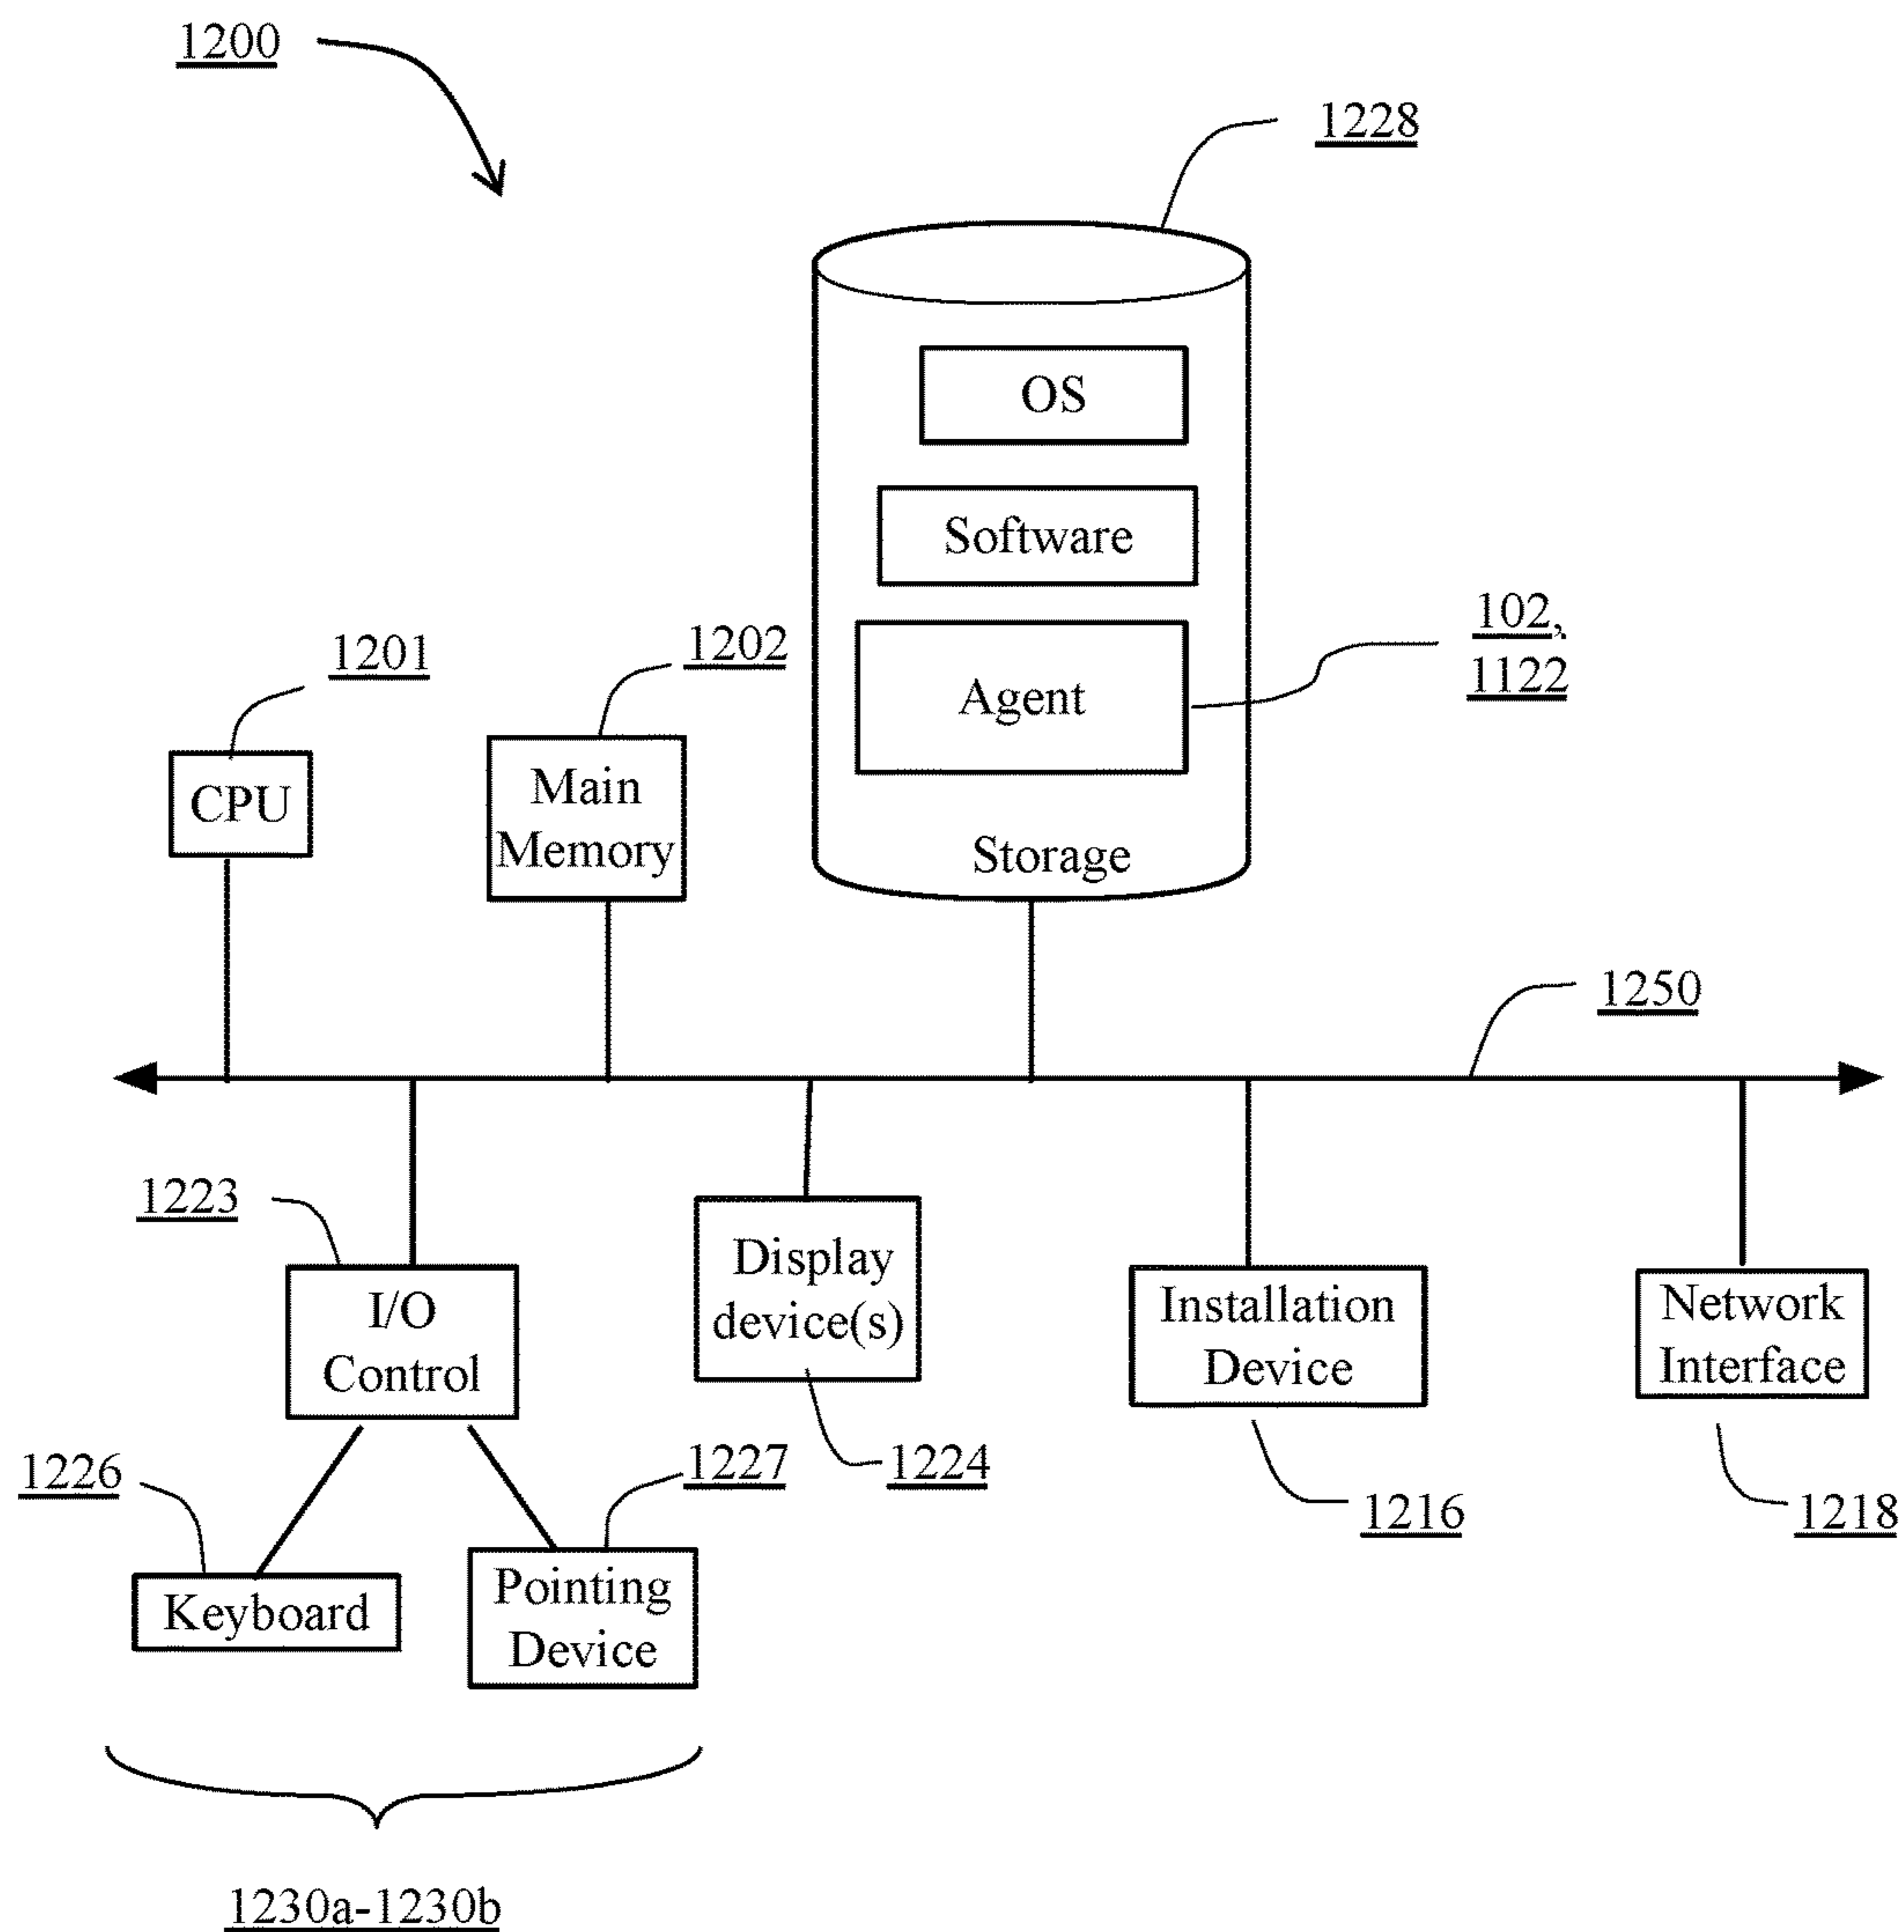 1200
1228
OS
Software
102,
1122
Agent
1201
1202
CPU
Main
Memory
Storage
1250
1223
I/O
Control
Display
device(s)
Installation
Device
Network
Interface
1226
1227
1224
1216
1218
Keyboard
Pointing
Device
1230a-1230b